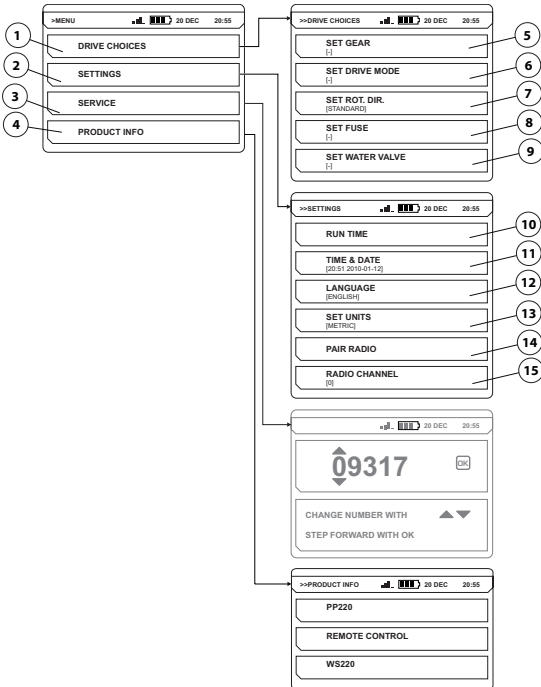 >MENU 20 DEC 20:55
DRIVE CHOICES
SETTINGS
SERVICE
PRODUCT INFO
1
2
3
4
>>DRIVE CHOICES 20 DEC 20:55
SET GEAR
[-]
SET DRIVE MODE
[-]
SET ROT. DIR.
[STANDARD]
SET FUSE
[-]
SET WATER VALVE
[-]
5
6
7
8
9
>>SETTINGS 20 DEC 20:55
RUN TIME
TIME & DATE
[20:51 2010-01-12]
LANGUAGE
[ENGLISH]
SET UNITS
[METRIC]
PAIR RADIO
RADIO CHANNEL
[0]
10
11
12
13
14
15
20 DEC 20:55
09317 OK
CHANGE NUMBER WITH
STEP FORWARD WITH OK
>>PRODUCT INFO 20 DEC 20:55
PP220
REMOTE CONTROL
WS220